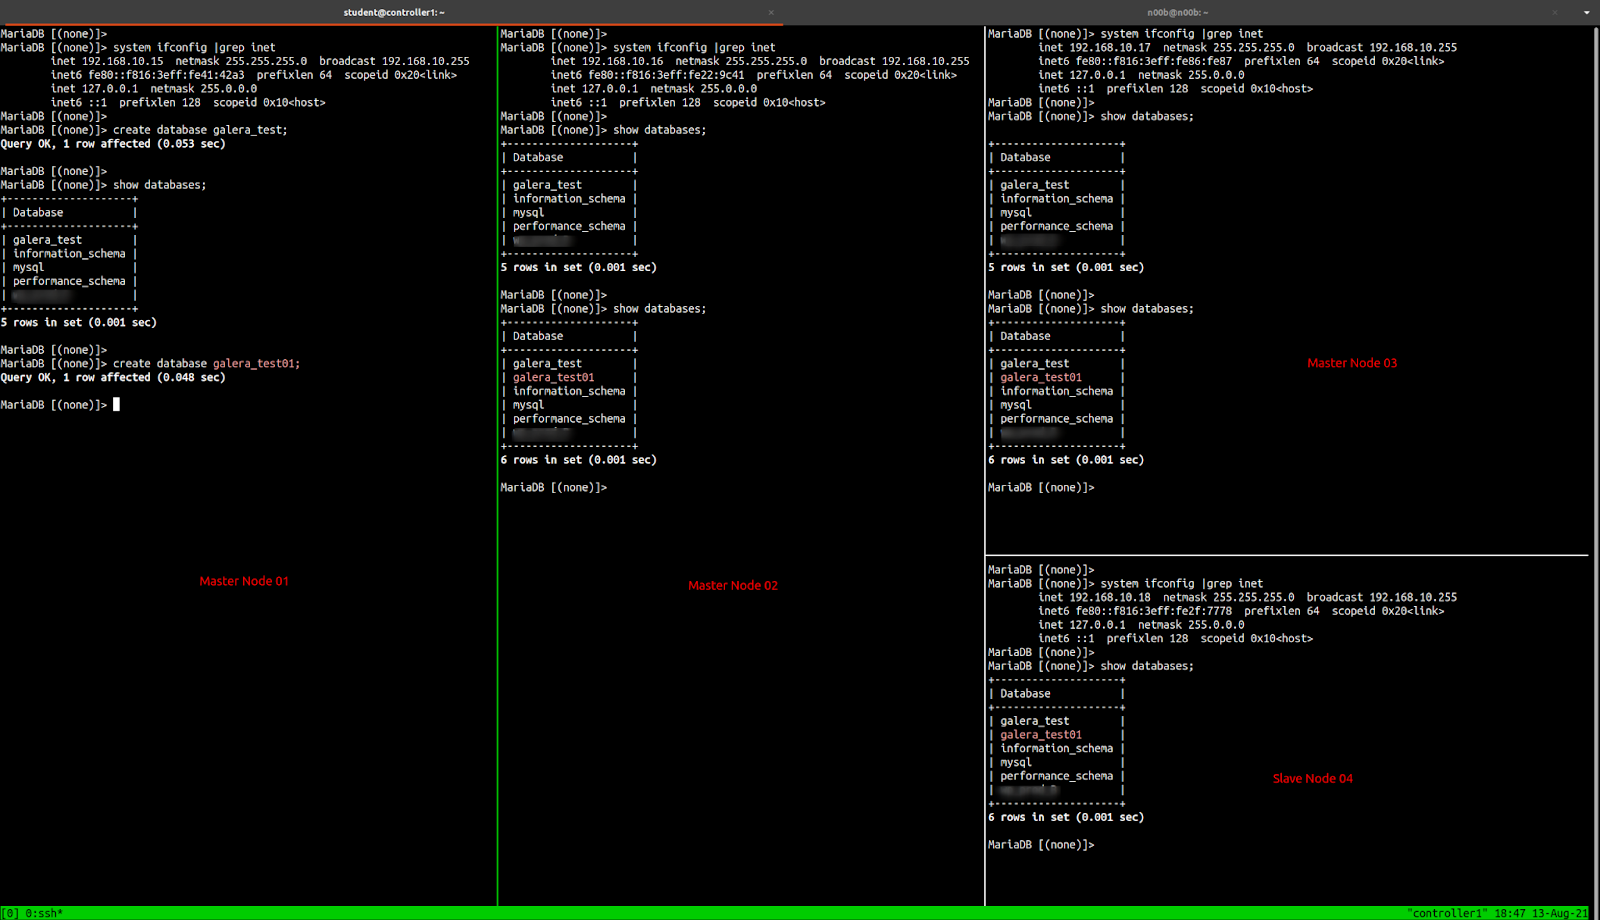 student@controller1: ~
n00b@n00b: ~
MariaDB [(none)]>
MariaDB [(none)]> system ifconfig |grep inet
        inet 192.168.10.15  netmask 255.255.255.0  broadcast 192.168.10.255
        inet6 fe80::f816:3eff:fe41:42a3  prefixlen 64  scopeid 0x20<link>
        inet 127.0.0.1  netmask 255.0.0.0
        inet6 ::1  prefixlen 128  scopeid 0x10<host>
MariaDB [(none)]>
MariaDB [(none)]> create database galera_test;
Query OK, 1 row affected (0.053 sec)
MariaDB [(none)]>
MariaDB [(none)]> show databases;
+--------------------+
| Database           |
+--------------------+
| galera_test        |
| information_schema |
| mysql              |
| performance_schema |
+--------------------+
5 rows in set (0.001 sec)
MariaDB [(none)]>
MariaDB [(none)]> create database galera_test01;
Query OK, 1 row affected (0.048 sec)
MariaDB [(none)]>
Master Node 01
MariaDB [(none)]>
MariaDB [(none)]> system ifconfig |grep inet
        inet 192.168.10.16  netmask 255.255.255.0  broadcast 192.168.10.255
        inet6 fe80::f816:3eff:fe22:9c41  prefixlen 64  scopeid 0x20<link>
        inet 127.0.0.1  netmask 255.0.0.0
        inet6 ::1  prefixlen 128  scopeid 0x10<host>
MariaDB [(none)]>
MariaDB [(none)]> show databases;
+--------------------+
| Database           |
+--------------------+
| galera_test        |
| information_schema |
| mysql              |
| performance_schema |
+--------------------+
5 rows in set (0.001 sec)
MariaDB [(none)]>
MariaDB [(none)]> show databases;
+--------------------+
| Database           |
+--------------------+
| galera_test        |
| galera_test01      |
| information_schema |
| mysql              |
| performance_schema |
+--------------------+
6 rows in set (0.001 sec)
MariaDB [(none)]>
Master Node 02
MariaDB [(none)]> system ifconfig |grep inet
        inet 192.168.10.17  netmask 255.255.255.0  broadcast 192.168.10.255
        inet6 fe80::f816:3eff:fe86:fe87  prefixlen 64  scopeid 0x20<link>
        inet 127.0.0.1  netmask 255.0.0.0
        inet6 ::1  prefixlen 128  scopeid 0x10<host>
MariaDB [(none)]>
MariaDB [(none)]> show databases;
+--------------------+
| Database           |
+--------------------+
| galera_test        |
| information_schema |
| mysql              |
| performance_schema |
+--------------------+
5 rows in set (0.001 sec)
MariaDB [(none)]>
MariaDB [(none)]> show databases;
+--------------------+
| Database           |
+--------------------+
| galera_test        |
| galera_test01      |
| information_schema |
| mysql              |
| performance_schema |
+--------------------+
6 rows in set (0.001 sec)
MariaDB [(none)]>
Master Node 03
MariaDB [(none)]>
MariaDB [(none)]> system ifconfig |grep inet
        inet 192.168.10.18  netmask 255.255.255.0  broadcast 192.168.10.255
        inet6 fe80::f816:3eff:fe2f:7778  prefixlen 64  scopeid 0x20<link>
        inet 127.0.0.1  netmask 255.0.0.0
        inet6 ::1  prefixlen 128  scopeid 0x10<host>
MariaDB [(none)]>
MariaDB [(none)]> show databases;
+--------------------+
| Database           |
+--------------------+
| galera_test        |
| galera_test01      |
| information_schema |
| mysql              |
| performance_schema |
+--------------------+
6 rows in set (0.001 sec)
MariaDB [(none)]>
Slave Node 04
[0] 0:ssh*
"controller1" 18:47 13-Aug-21